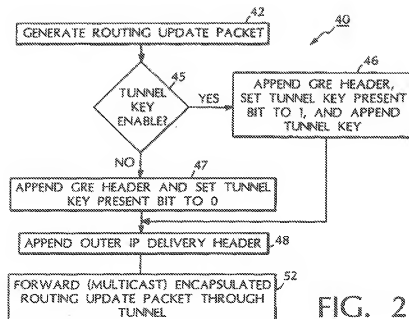 42
GENERATE ROUTING UPDATE PACKET
40
45
TUNNEL
KEY
ENABLE?
YES
46
APPEND GRE HEADER,
SET TUNNEL KEY PRESENT
BIT TO 1, AND APPEND
TUNNEL KEY
NO
47
APPEND GRE HEADER AND SET TUNNEL
KEY PRESENT BIT TO 0
APPEND OUTER IP DELIVERY HEADER
48
52
FORWARD (MULTICAST) ENCAPSULATED
ROUTING UPDATE PACKET THROUGH
TUNNEL
FIG. 2